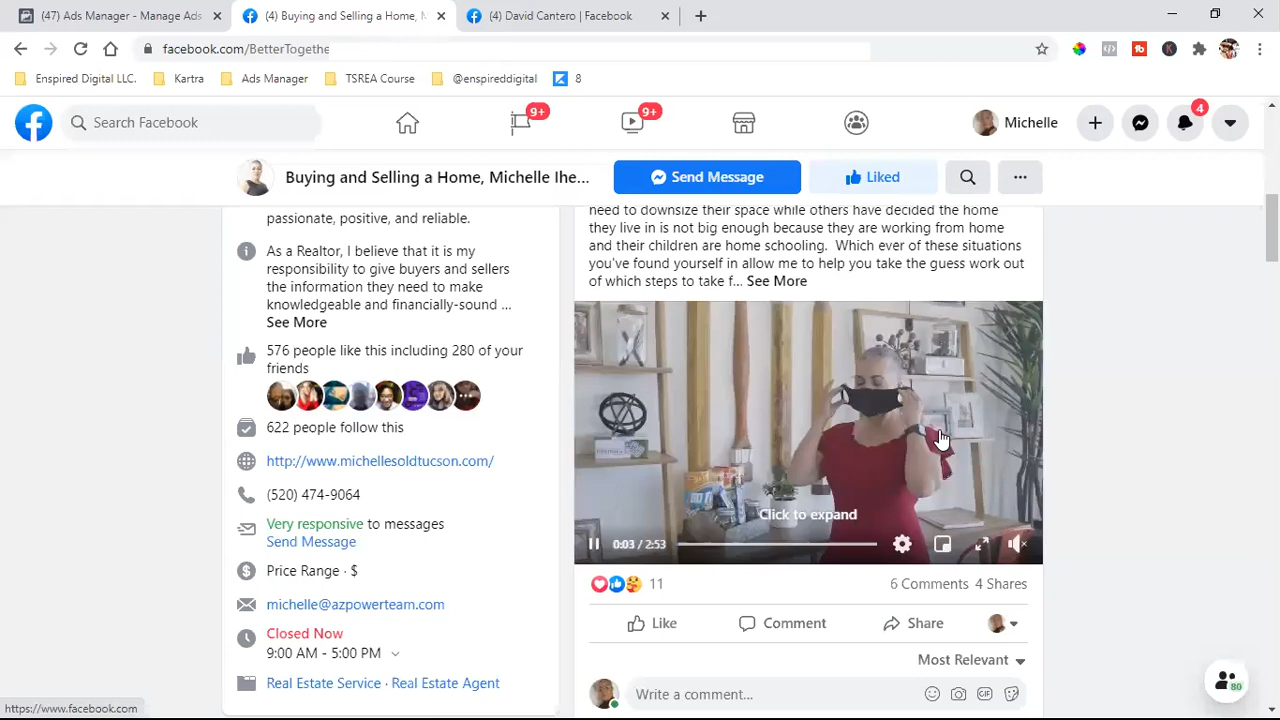 (47) Ads Manager - Manage Ads
(4) Buying and Selling a Home, M
(4) David Cantero | Facebook
facebook.com/BetterTogethe
Enspired Digital LLC.
Kartra
Ads Manager
TSREA Course
@enspireddigital
8
Search Facebook
9+
9+
Michelle
4
Buying and Selling a Home, Michelle Ihe...
Send Message
Liked
passionate, positive, and reliable.
As a Realtor, I believe that it is my
responsibility to give buyers and sellers
the information they need to make
knowledgeable and financially-sound ...
See More
576 people like this including 280 of your
friends
622 people follow this
http://www.michellesoldtucson.com/
(520) 474-9064
Very responsive to messages
Send Message
Price Range · $
michelle@azpowerteam.com
Closed Now
9:00 AM - 5:00 PM
Real Estate Service · Real Estate Agent
need to downsize their space while others have decided the home
they live in is not big enough because they are working from home
and their children are home schooling. Which ever of these situations
you've found yourself in allow me to help you take the guess work out
of which steps to take f... See More
Click to expand
0:03 / 2:53
11
6 Comments 4 Shares
Like
Comment
Share
Most Relevant
Write a comment...
GIF
80
https://www.facebook.com